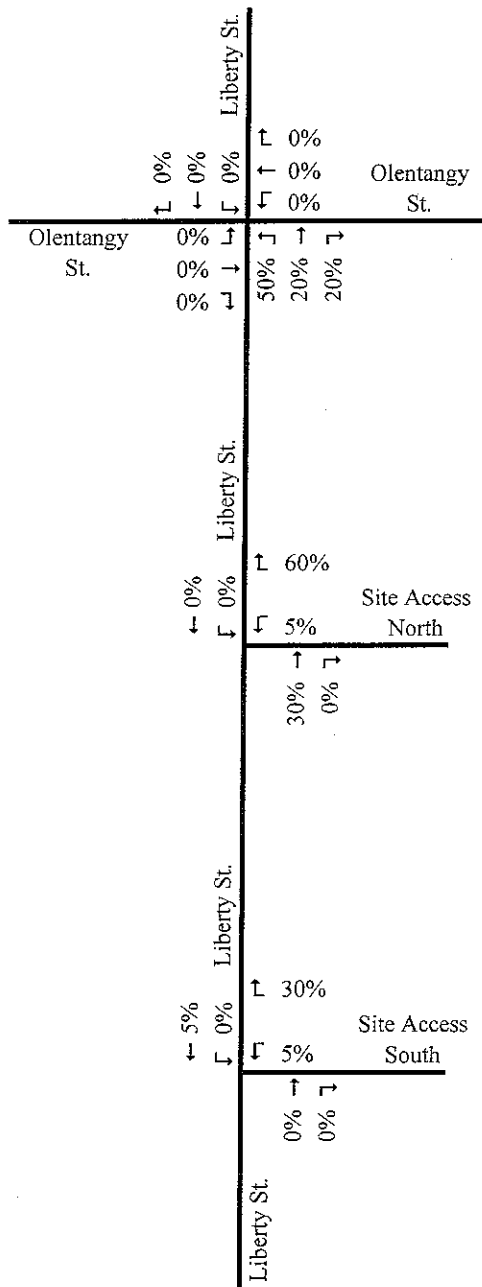 Liberty St.
0%
0%
0%
0%
0%
0%
Olentangy
St.
Olentangy
St.
0%
0%
0%
50%
20%
20%
Liberty St.
0%
0%
60%
5%
Site Access
North
30%
0%
Liberty St.
5%
0%
30%
5%
Site Access
South
0%
0%
Liberty St.